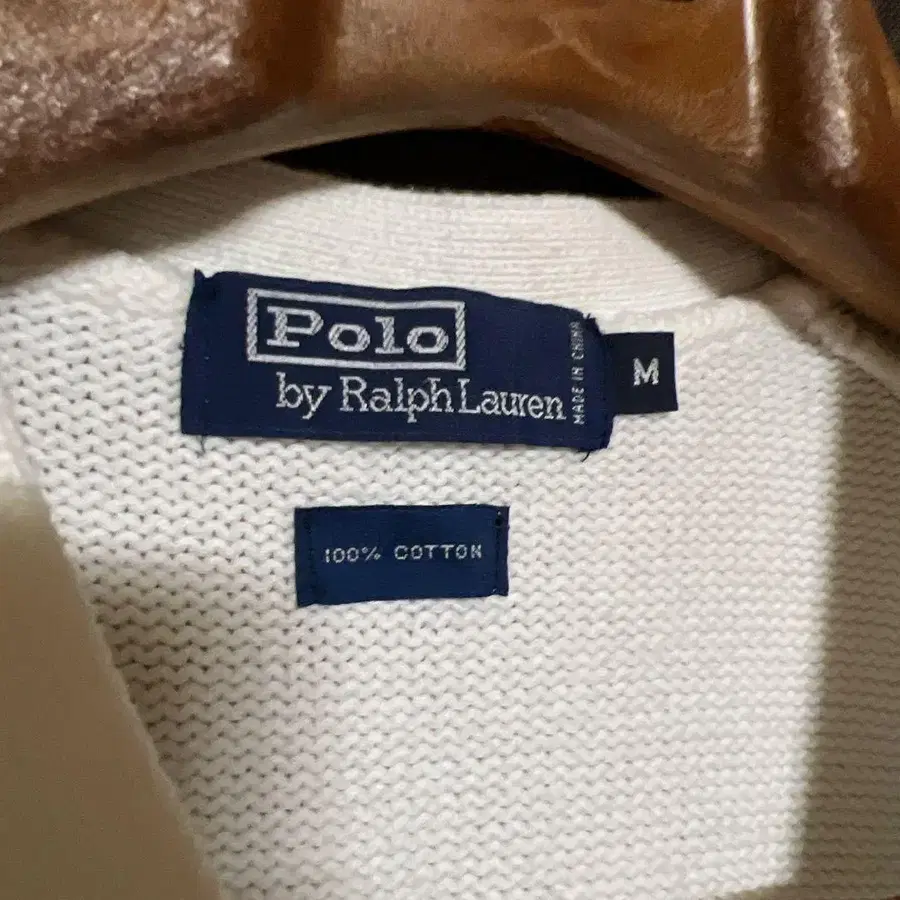 Polo
by Ralph Lauren
MADE IN CHINA
M
100% COTTON